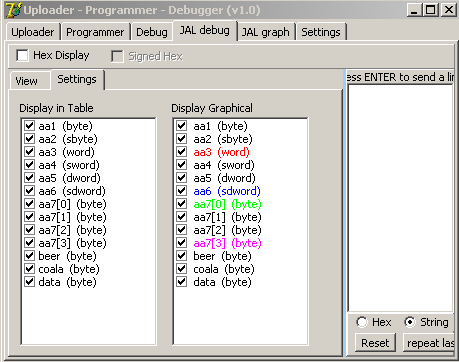 Uploader - Programmer - Debugger (v1.0)
Uploader Programmer Debug JAL debug JAL graph Settings
Hex Display Signed Hex
View Settings
ess ENTER to send a lin
Display in Table
aa1 (byte)
aa2 (sbyte)
aa3 (word)
aa4 (sword)
aa5 (dword)
aa6 (sdword)
aa7[0] (byte)
aa7[1] (byte)
aa7[2] (byte)
aa7[3] (byte)
beer (byte)
coala (byte)
data (byte)
Display Graphical
aa1 (byte)
aa2 (sbyte)
aa3 (word)
aa4 (sword)
aa5 (dword)
aa6 (sdword)
aa7[0] (byte)
aa7[1] (byte)
aa7[2] (byte)
aa7[3] (byte)
beer (byte)
coala (byte)
data (byte)
Hex String
Reset repeat las